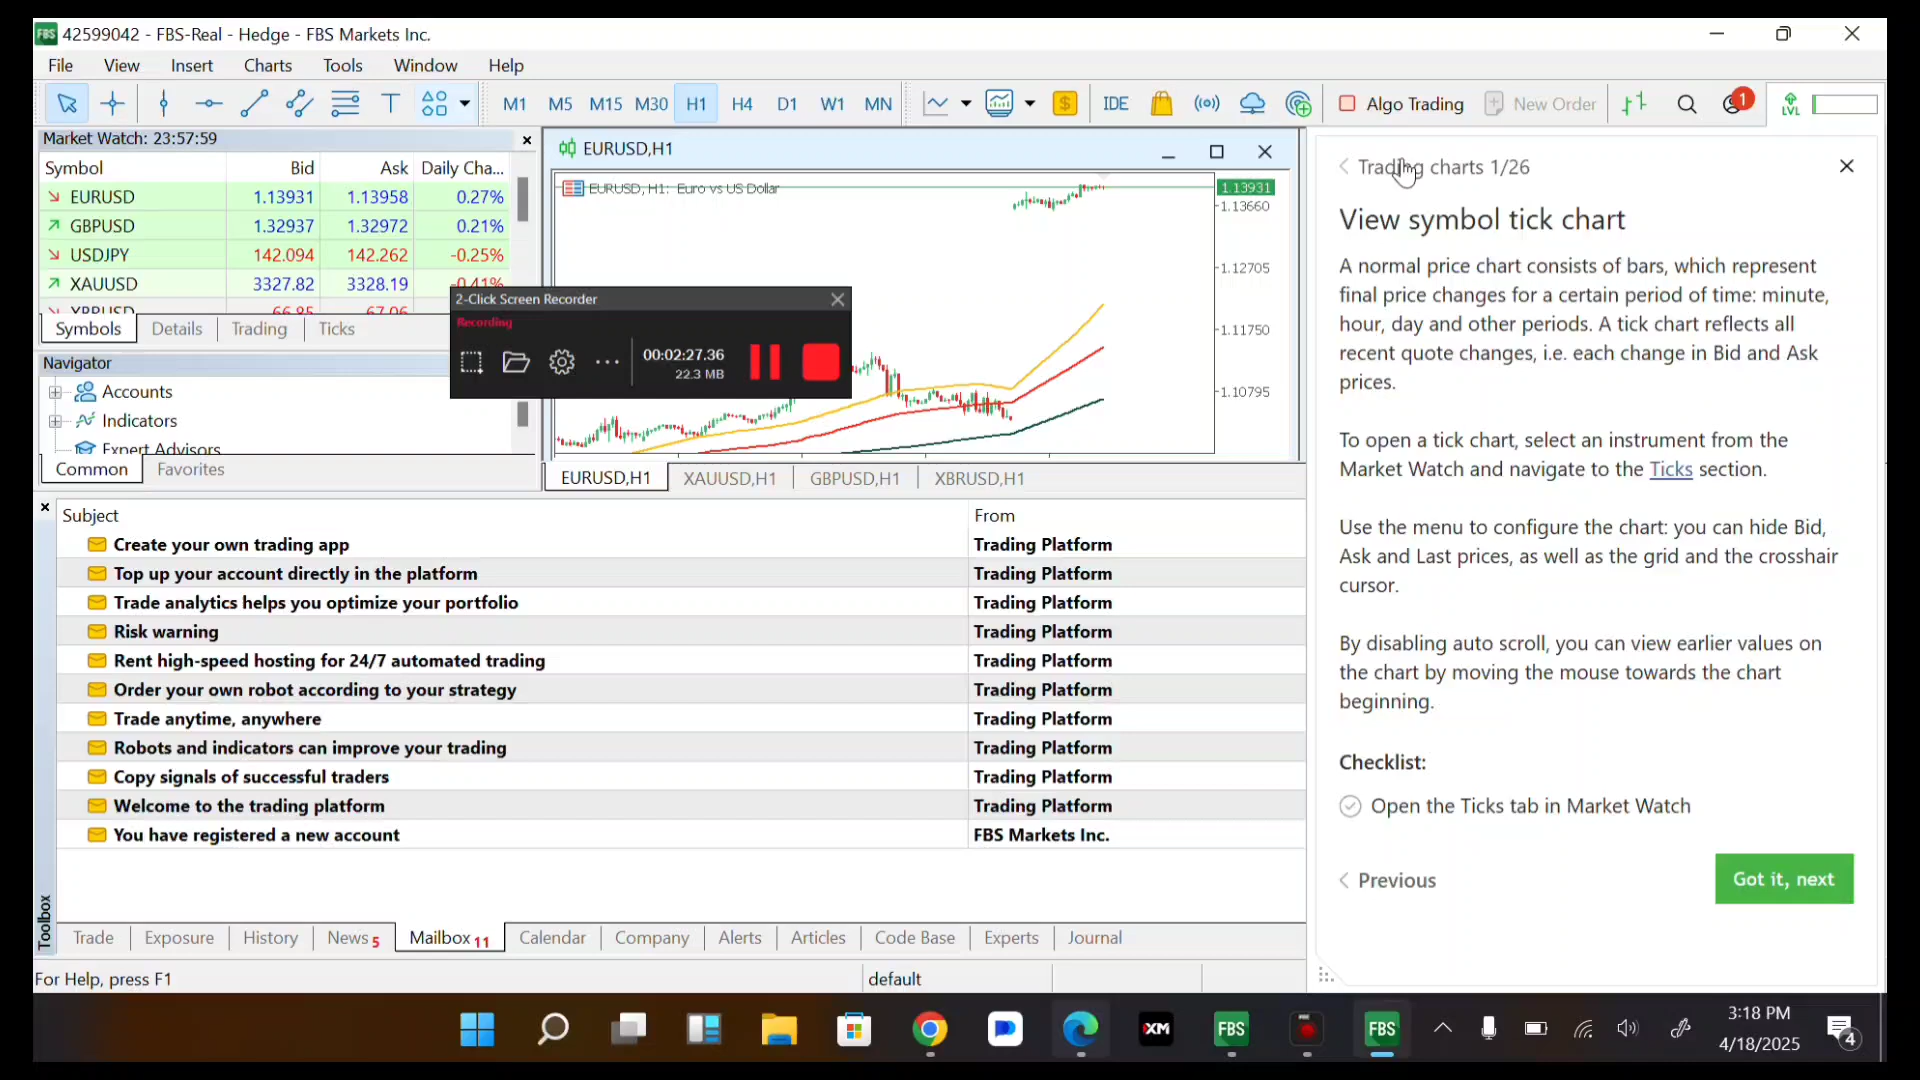 FBS 42599042 - FBS-Real - Hedge - FBS Markets Inc.
File View Insert Charts Tools Window Help
M1 M5 M15 M30 H1 H4 D1 W1 MN IDE Algo Trading New Order 1 LVL
Market Watch: 23:57:59
Symbol Bid Ask Daily Cha...
EURUSD 1.13931 1.13958 0.27%
GBPUSD 1.32937 1.32972 0.21%
USDJPY 142.094 142.262 -0.25%
XAUUSD 3327.82 3328.19 -0.41%
XBRUSD 66.85 67.06
Symbols Details Trading Ticks
Navigator
Accounts
Indicators
Expert Advisors
Common Favorites
EURUSD,H1
EURUSD, H1: Euro vs US Dollar
1.13931
1.13660
1.12705
1.11750
1.10795
EURUSD,H1 XAUUSD,H1 GBPUSD,H1 XBRUSD,H1
2-Click Screen Recorder
Recording
00:02:27.36
22.3 MB
Trading charts 1/26
View symbol tick chart
A normal price chart consists of bars, which represent
final price changes for a certain period of time: minute,
hour, day and other periods. A tick chart reflects all
recent quote changes, i.e. each change in Bid and Ask
prices.
To open a tick chart, select an instrument from the
Market Watch and navigate to the Ticks section.
Use the menu to configure the chart: you can hide Bid,
Ask and Last prices, as well as the grid and the crosshair
cursor.
By disabling auto scroll, you can view earlier values on
the chart by moving the mouse towards the chart
beginning.
Checklist:
Open the Ticks tab in Market Watch
Previous Got it, next
Subject From
Create your own trading app Trading Platform
Top up your account directly in the platform Trading Platform
Trade analytics helps you optimize your portfolio Trading Platform
Risk warning Trading Platform
Rent high-speed hosting for 24/7 automated trading Trading Platform
Order your own robot according to your strategy Trading Platform
Trade anytime, anywhere Trading Platform
Robots and indicators can improve your trading Trading Platform
Copy signals of successful traders Trading Platform
Welcome to the trading platform Trading Platform
You have registered a new account FBS Markets Inc.
Toolbox
Trade Exposure History News 5 Mailbox 11 Calendar Company Alerts Articles Code Base Experts Journal
For Help, press F1 default
XM FBS FBS
3:18 PM
4/18/2025
4